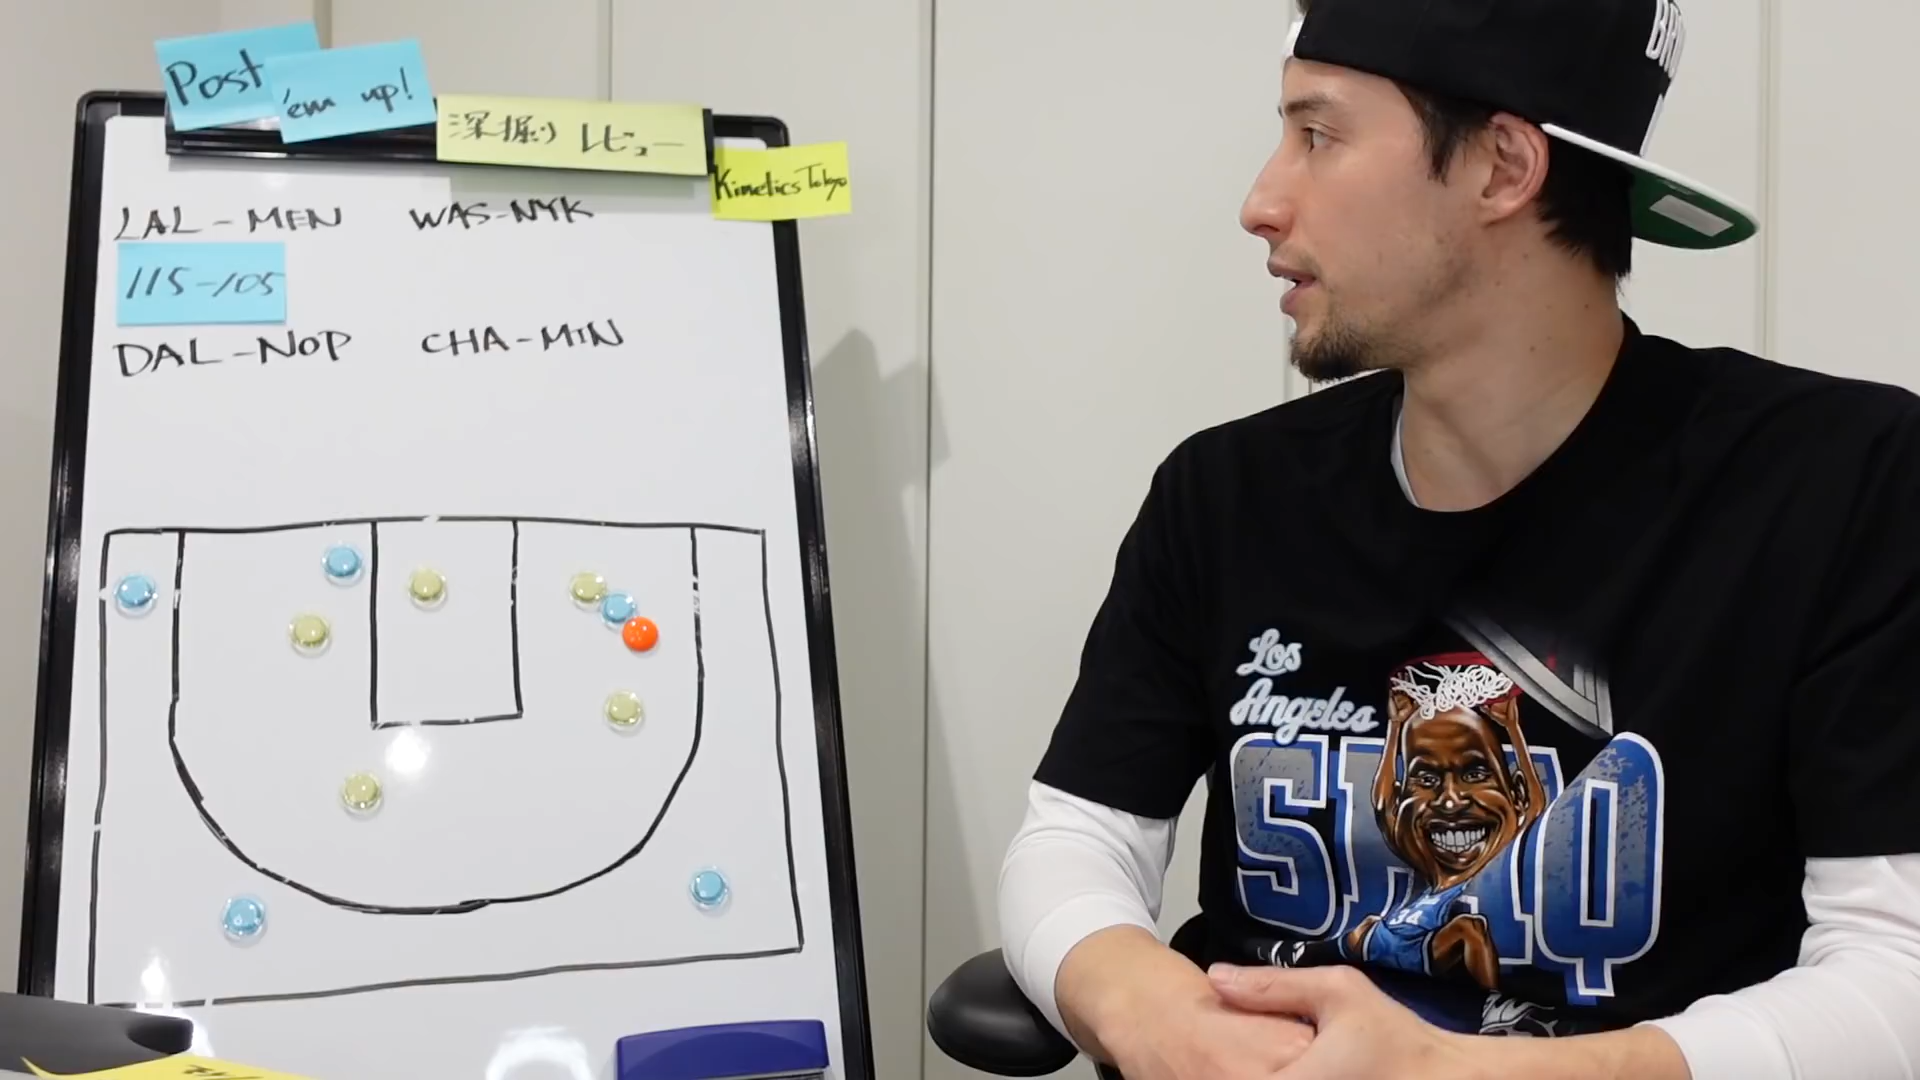 Post
'em up!
深掘り レビュー
Kinetics Tokyo
LAL-MEN WAS-NYK
115-105
DAL-NOP CHA-MIN
Los
Angeles
SHAQ
34